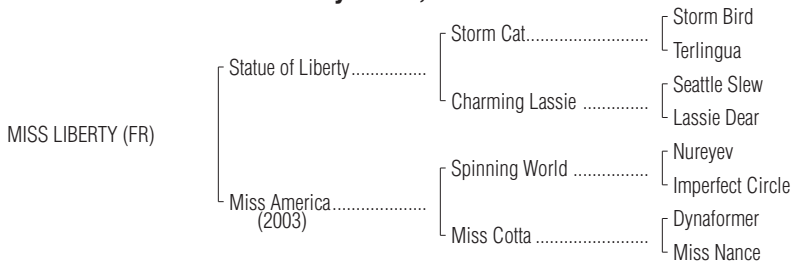 Storm Bird
Storm Cat........................
Terlingua
Statue of Liberty................
Seattle Slew
Charming Lassie .............
Lassie Dear
MISS LIBERTY (FR)
Nureyev
Spinning World ...............
Imperfect Circle
Miss America....................
(2003)
Dynaformer
Miss Cotta .......................
Miss Nance